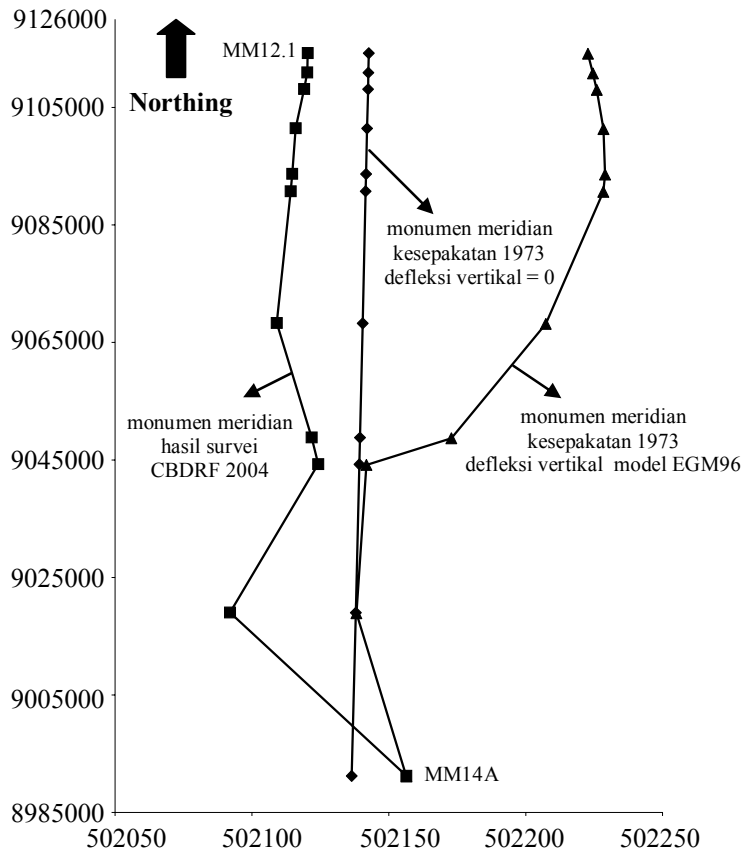 9126000
MM12.1
Northing
9105000
9085000
monumen meridian
kesepakatan 1973
defleksi vertikal = 0
9065000
monumen meridian
hasil survei
CBDRF 2004
monumen meridian
kesepakatan 1973
defleksi vertikal model EGM96
9045000
9025000
9005000
MM14A
8985000
502050 502100 502150 502200 502250